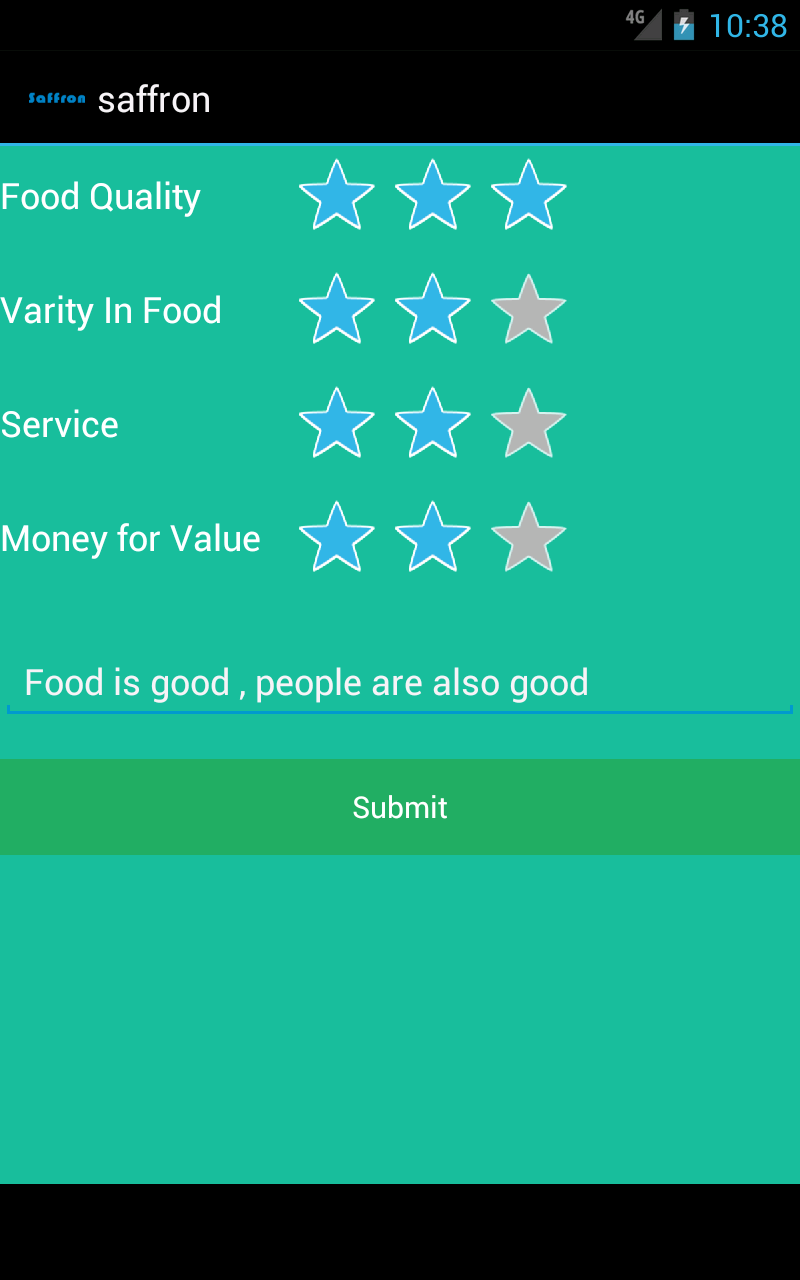 4G 10:38
Saffron saffron
Food Quality
Varity In Food
Service
Money for Value
Food is good , people are also good
Submit